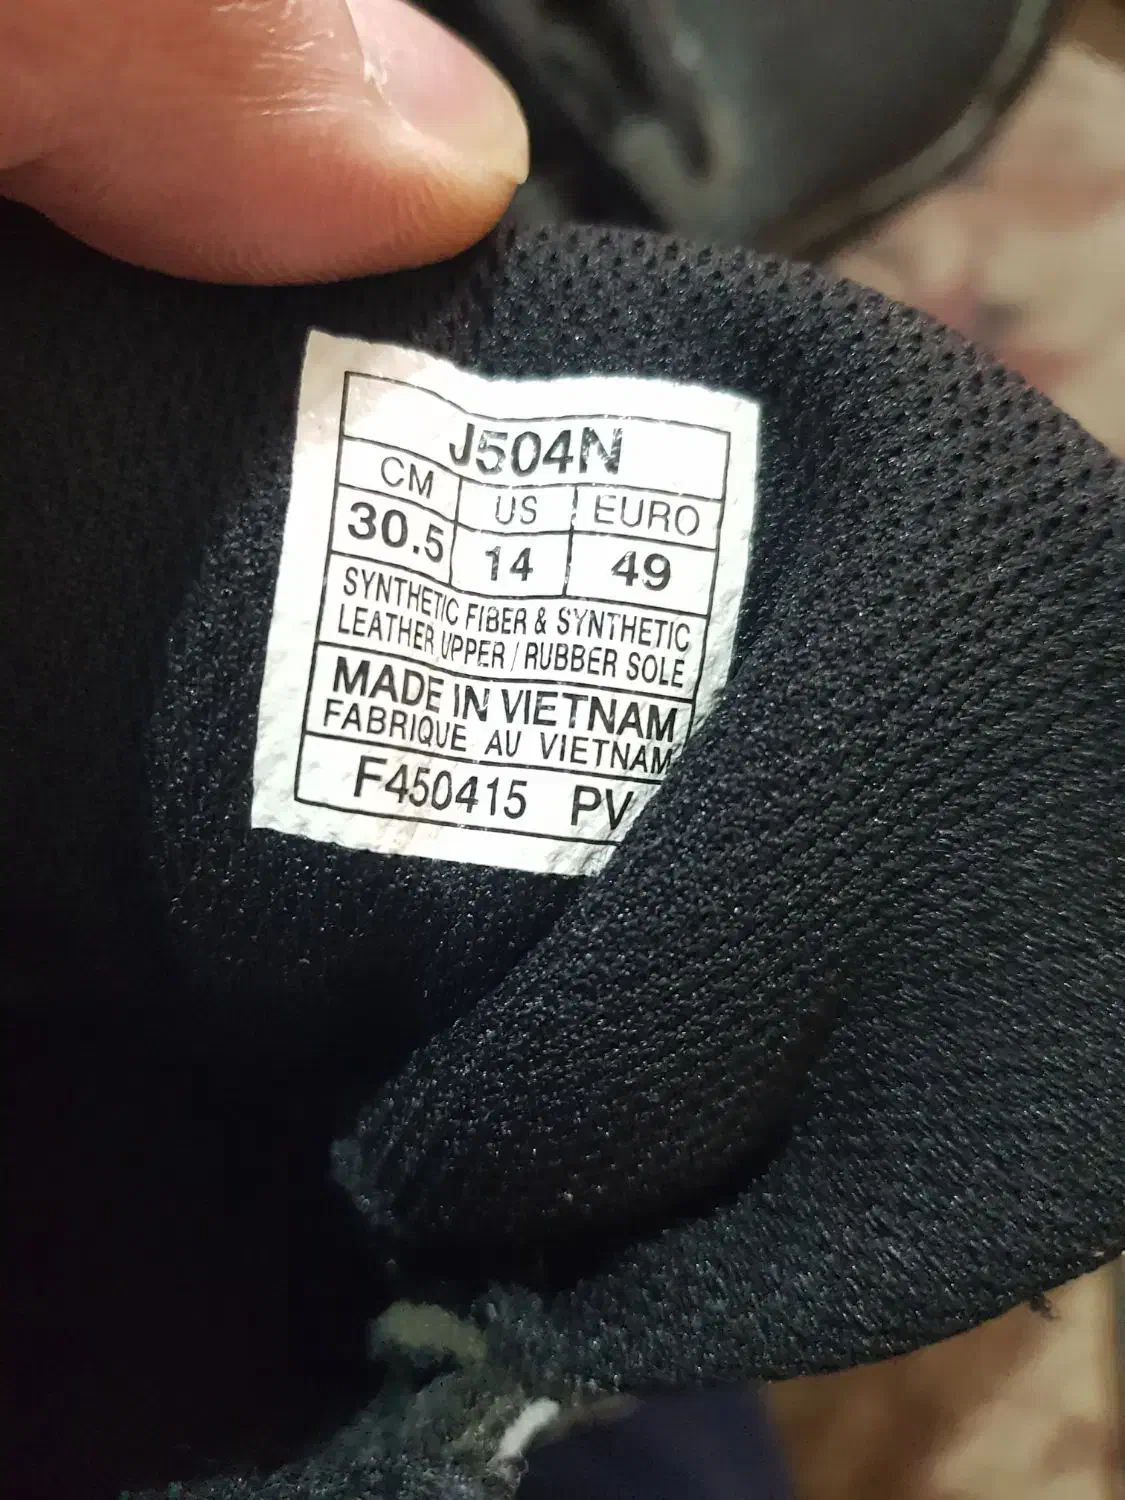 J504N
CM US EURO
30.5 14 49
SYNTHETIC FIBER & SYNTHETIC
LEATHER UPPER / RUBBER SOLE
MADE IN VIETNAM
FABRIQUE AU VIETNAM
F450415 PV